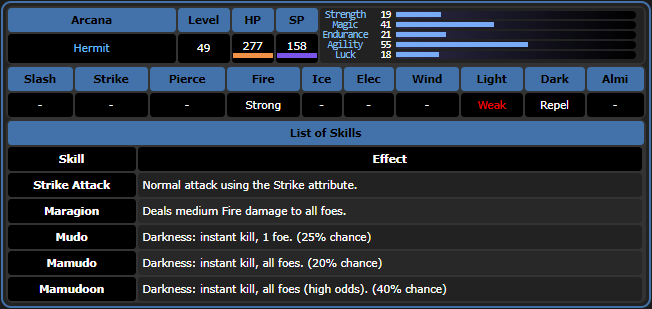 Arcana Level HP SP
Hermit 49 277 158
Strength 19
Magic 41
Endurance 21
Agility 55
Luck 18
Slash Strike Pierce Fire Ice Elec Wind Light Dark Almi
- - - Strong - - - Weak Repel -
List of Skills
Skill Effect
Strike Attack Normal attack using the Strike attribute.
Maragion Deals medium Fire damage to all foes.
Mudo Darkness: instant kill, 1 foe. (25% chance)
Mamudo Darkness: instant kill, all foes. (20% chance)
Mamudoon Darkness: instant kill, all foes (high odds). (40% chance)